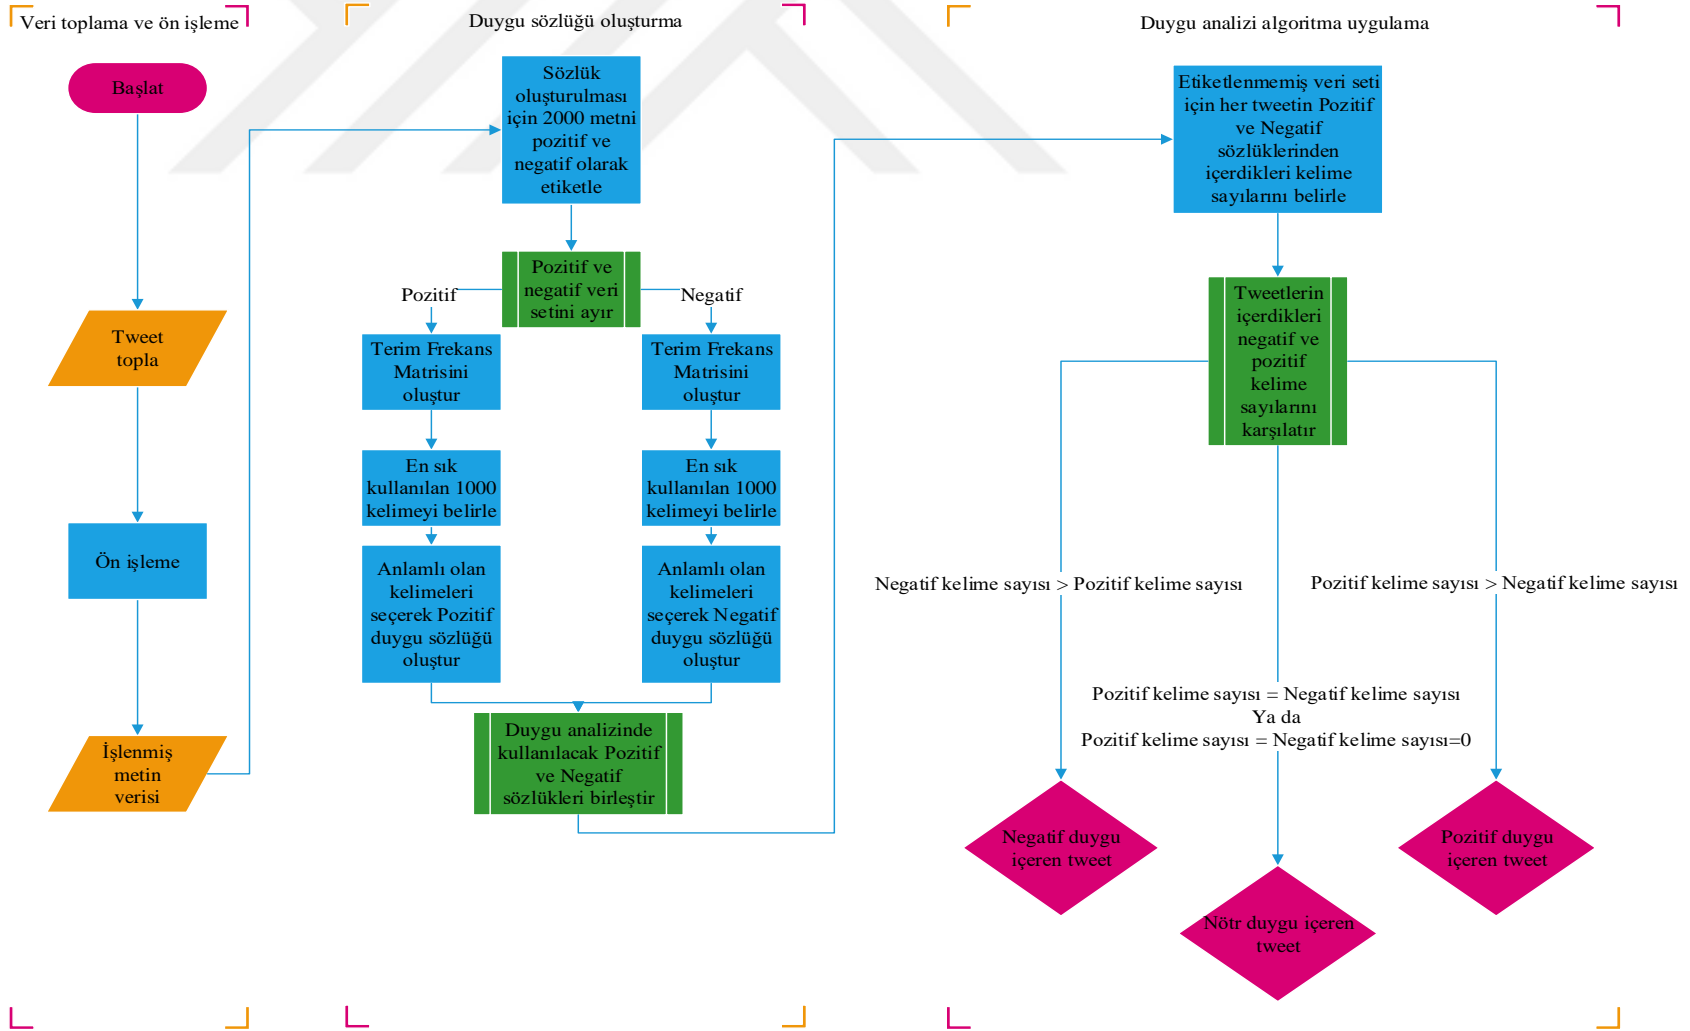 Veri toplama ve ön işleme
Başlat
Tweet
topla
Ön işleme
İşlenmiş
metin
verisi
Duygu sözlüğü oluşturma
Sözlük
oluşturulması
için 2000 metni
pozitif ve
negatif olarak
etiketle
Pozitif ve
negatif veri
setini ayır
Pozitif
Negatif
Terim Frekans
Matrisini
oluştur
En sık
kullanılan 1000
kelimeyi belirle
Anlamlı olan
kelimeleri
seçerek Pozitif
duygu sözlüğü
oluştur
Terim Frekans
Matrisini
oluştur
En sık
kullanılan 1000
kelimeyi belirle
Anlamlı olan
kelimeleri
seçerek Negatif
duygu sözlüğü
oluştur
Duygu analizinde
kullanılacak Pozitif
ve Negatif
sözlükleri birleştir
Duygu analizi algoritma uygulama
Etiketlenmemiş veri seti
için her tweetin Pozitif
ve Negatif
sözlüklerinden
içerdikleri kelime
sayılarını belirle
Tweetlerin
içerdikleri
negatif ve
pozitif
kelime
sayılarını
karşılatır
Negatif kelime sayısı > Pozitif kelime sayısı
Pozitif kelime sayısı > Negatif kelime sayısı
Pozitif kelime sayısı = Negatif kelime sayısı
Ya da
Pozitif kelime sayısı = Negatif kelime sayısı=0
Negatif duygu
içeren tweet
Nötr duygu içeren
tweet
Pozitif duygu
içeren tweet